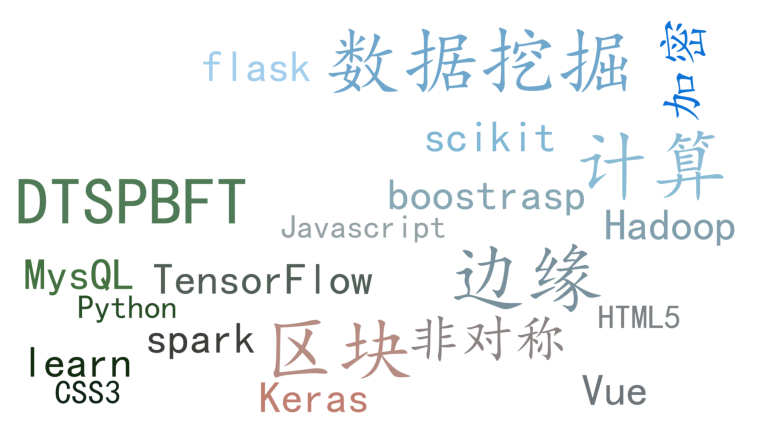 flask
数据挖掘
加密
scikit
计算
DTSPBFT
boostrasp
Javascript
Hadoop
MysQL
TensorFlow
边缘
Python
HTML5
spark
区块
非对称
learn
CSS3
Keras
Vue